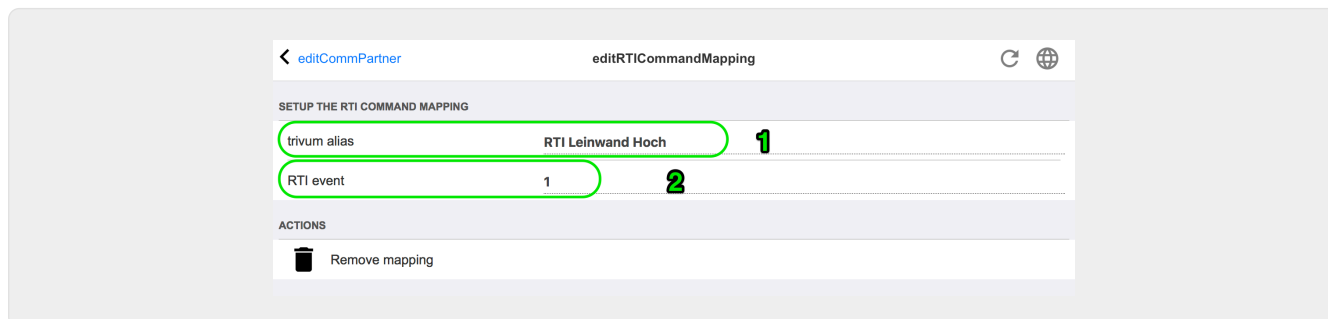 editCommPartner editRTICommandMapping
SETUP THE RTI COMMAND MAPPING
trivum alias RTI Leinwand Hoch 1
RTI event 1 2
ACTIONS
Remove mapping